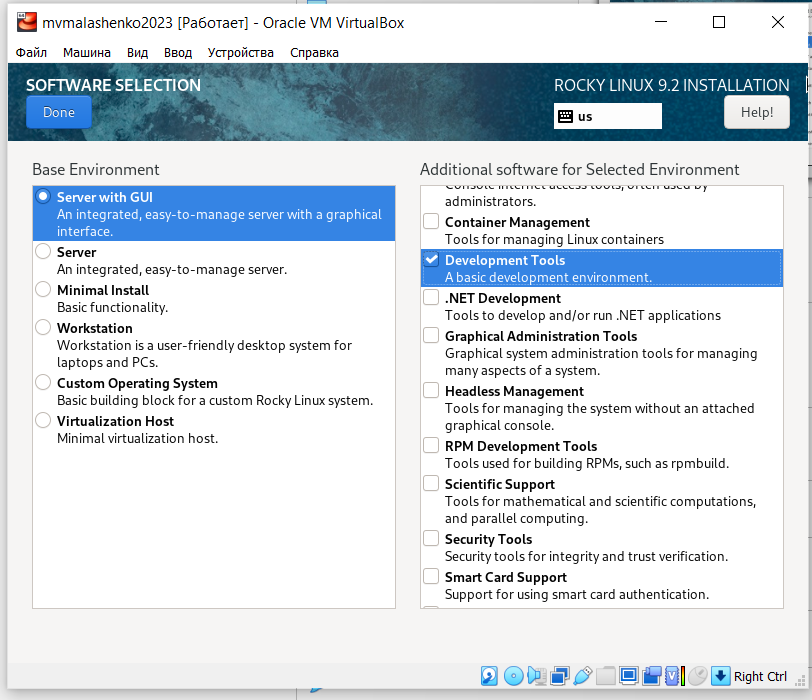 mvmalashenko2023 [Работает] - Oracle VM VirtualBox
Файл Машина Вид Ввод Устройства Справка
SOFTWARE SELECTION
ROCKY LINUX 9.2 INSTALLATION
Done
us
Help!
Base Environment
Server with GUI
An integrated, easy-to-manage server with a graphical
interface.
Server
An integrated, easy-to-manage server.
Minimal Install
Basic functionality.
Workstation
Workstation is a user-friendly desktop system for
laptops and PCs.
Custom Operating System
Basic building block for a custom Rocky Linux system.
Virtualization Host
Minimal virtualization host.
Additional software for Selected Environment
Console internet access tools, often used by
administrators.
Container Management
Tools for managing Linux containers
Development Tools
A basic development environment.
.NET Development
Tools to develop and/or run .NET applications
Graphical Administration Tools
Graphical system administration tools for managing
many aspects of a system.
Headless Management
Tools for managing the system without an attached
graphical console.
RPM Development Tools
Tools used for building RPMs, such as rpmbuild.
Scientific Support
Tools for mathematical and scientific computations,
and parallel computing.
Security Tools
Security tools for integrity and trust verification.
Smart Card Support
Support for using smart card authentication.
Right Ctrl